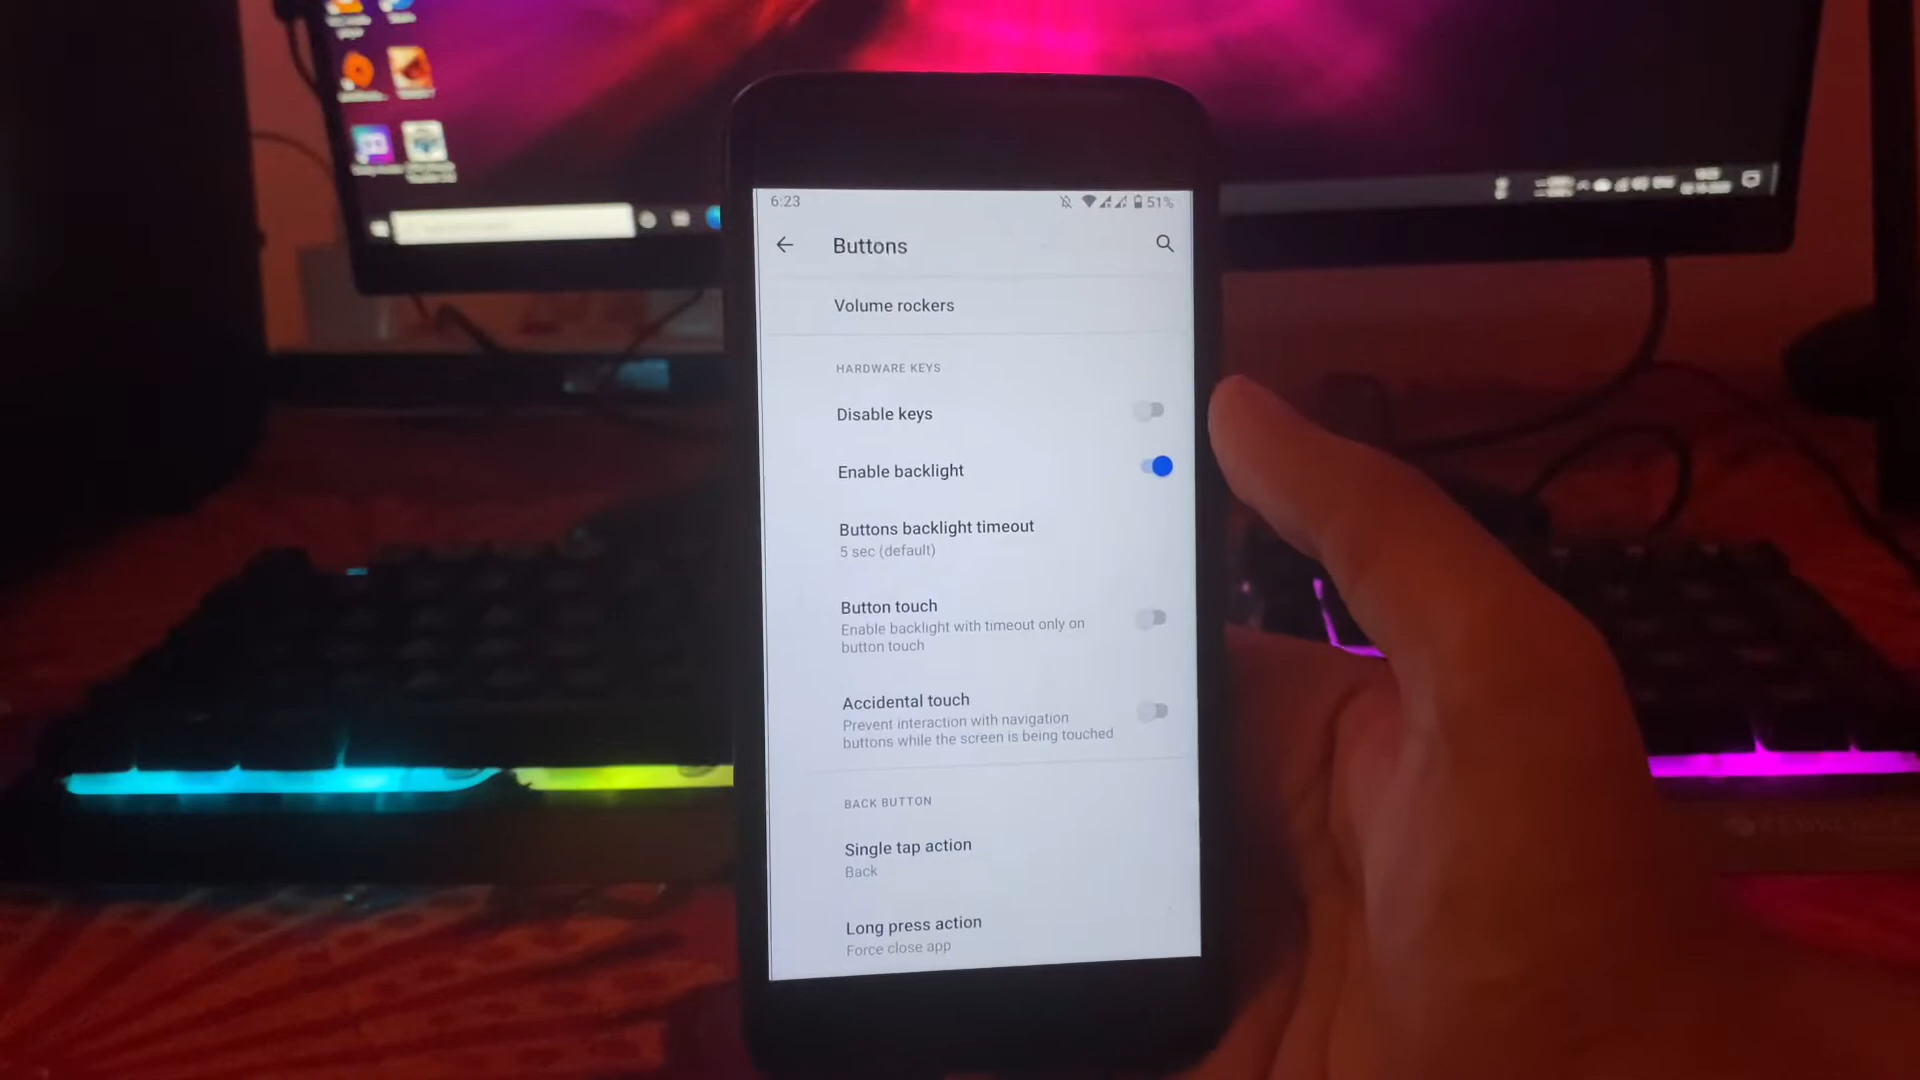 6:23
51%
Buttons
Volume rockers
HARDWARE KEYS
Disable keys
Enable backlight
Buttons backlight timeout
5 sec (default)
Button touch
Enable backlight with timeout only on
button touch
Accidental touch
Prevent interaction with navigation
buttons while the screen is being touched
BACK BUTTON
Single tap action
Back
Long press action
Force close app